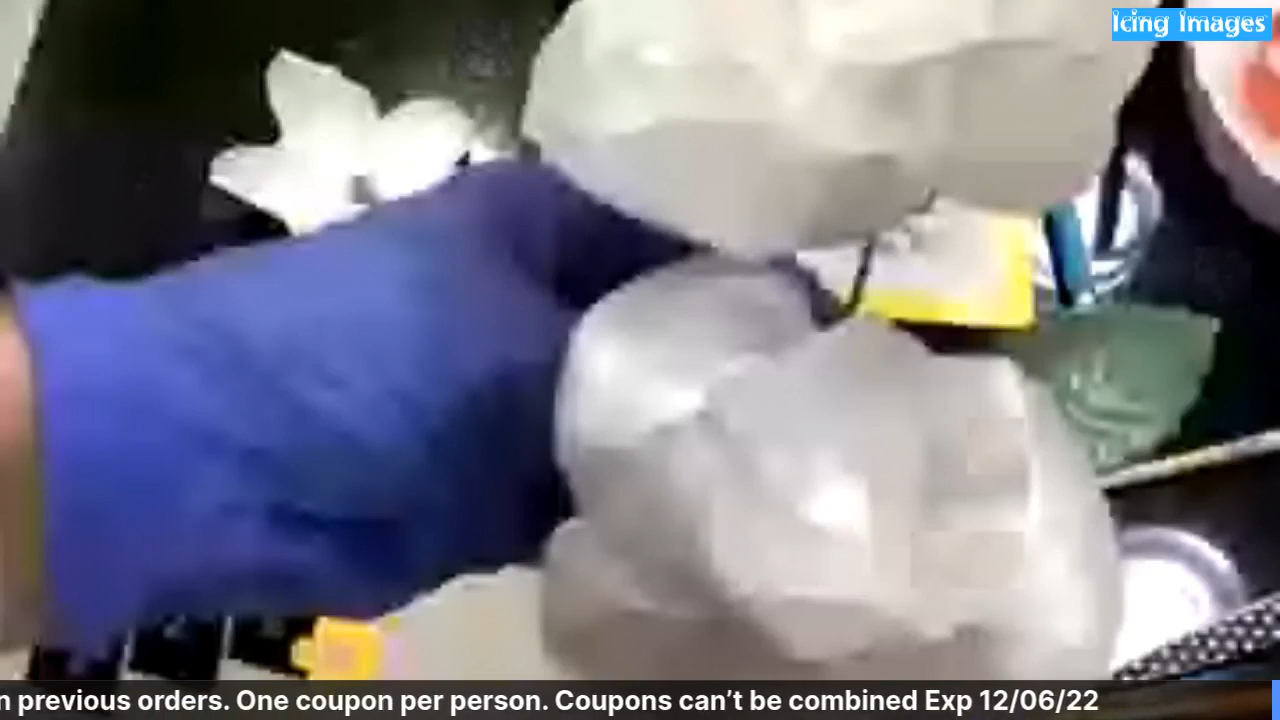 Icing Images
n previous orders. One coupon per person. Coupons can’t be combined Exp 12/06/22